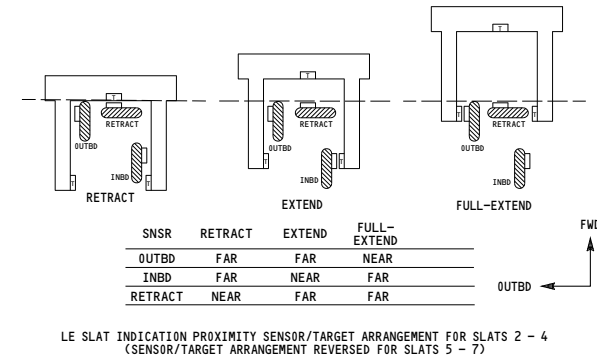 T
T
T
RETRACT
OUTBD
INBD
T
T
RETRACT
T
RETRACT
OUTBD
INBD
T
T
EXTEND
T
T
T
RETRACT
OUTBD
INBD
FULL-EXTEND
SNSR RETRACT EXTEND FULL-
EXTEND
OUTBD FAR FAR NEAR
INBD FAR NEAR FAR
RETRACT NEAR FAR FAR
FWD
OUTBD
LE SLAT INDICATION PROXIMITY SENSOR/TARGET ARRANGEMENT FOR SLATS 2 – 4
(SENSOR/TARGET ARRANGEMENT REVERSED FOR SLATS 5 – 7)